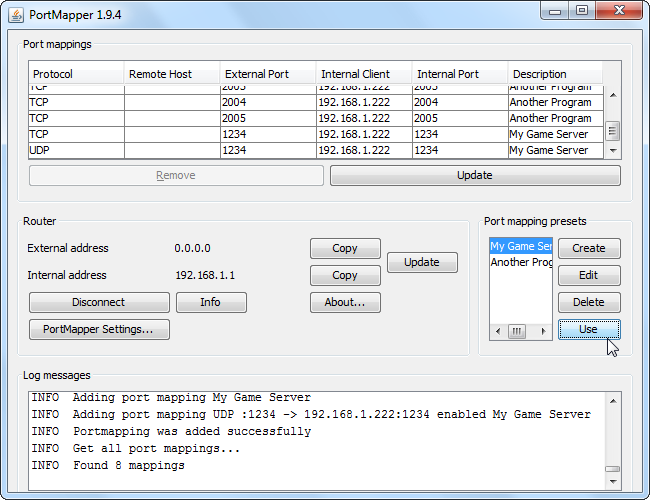 PortMapper 1.9.4
Port mappings
Protocol Remote Host External Port Internal Client Internal Port Description
TCP 2003 192.168.1.222 2003 Another Program
TCP 2004 192.168.1.222 2004 Another Program
TCP 2005 192.168.1.222 2005 Another Program
TCP 1234 192.168.1.222 1234 My Game Server
UDP 1234 192.168.1.222 1234 My Game Server
Remove Update
Router
External address 0.0.0.0 Copy
Update
Internal address 192.168.1.1 Copy
Disconnect Info About...
PortMapper Settings...
Port mapping presets
My Game Ser Create
Another Prog Edit
Delete
Use
Log messages
INFO Adding port mapping My Game Server
INFO Adding port mapping UDP :1234 -> 192.168.1.222:1234 enabled My Game Server
INFO Portmapping was added successfully
INFO Get all port mappings...
INFO Found 8 mappings